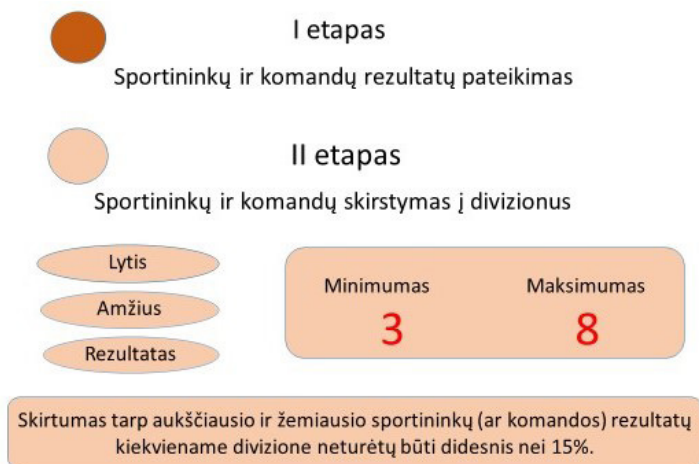 I etapas
Sportininkų ir komandų rezultatų pateikimas
II etapas
Sportininkų ir komandų skirstymas į divizionus
Lytis
Amžius
Rezultatas
Minimumas
3
Maksimumas
8
Skirtumas tarp aukščiausio ir žemiausio sportininkų (ar komandos) rezultatų
kiekviename divizione neturėtų būti didesnis nei 15%.